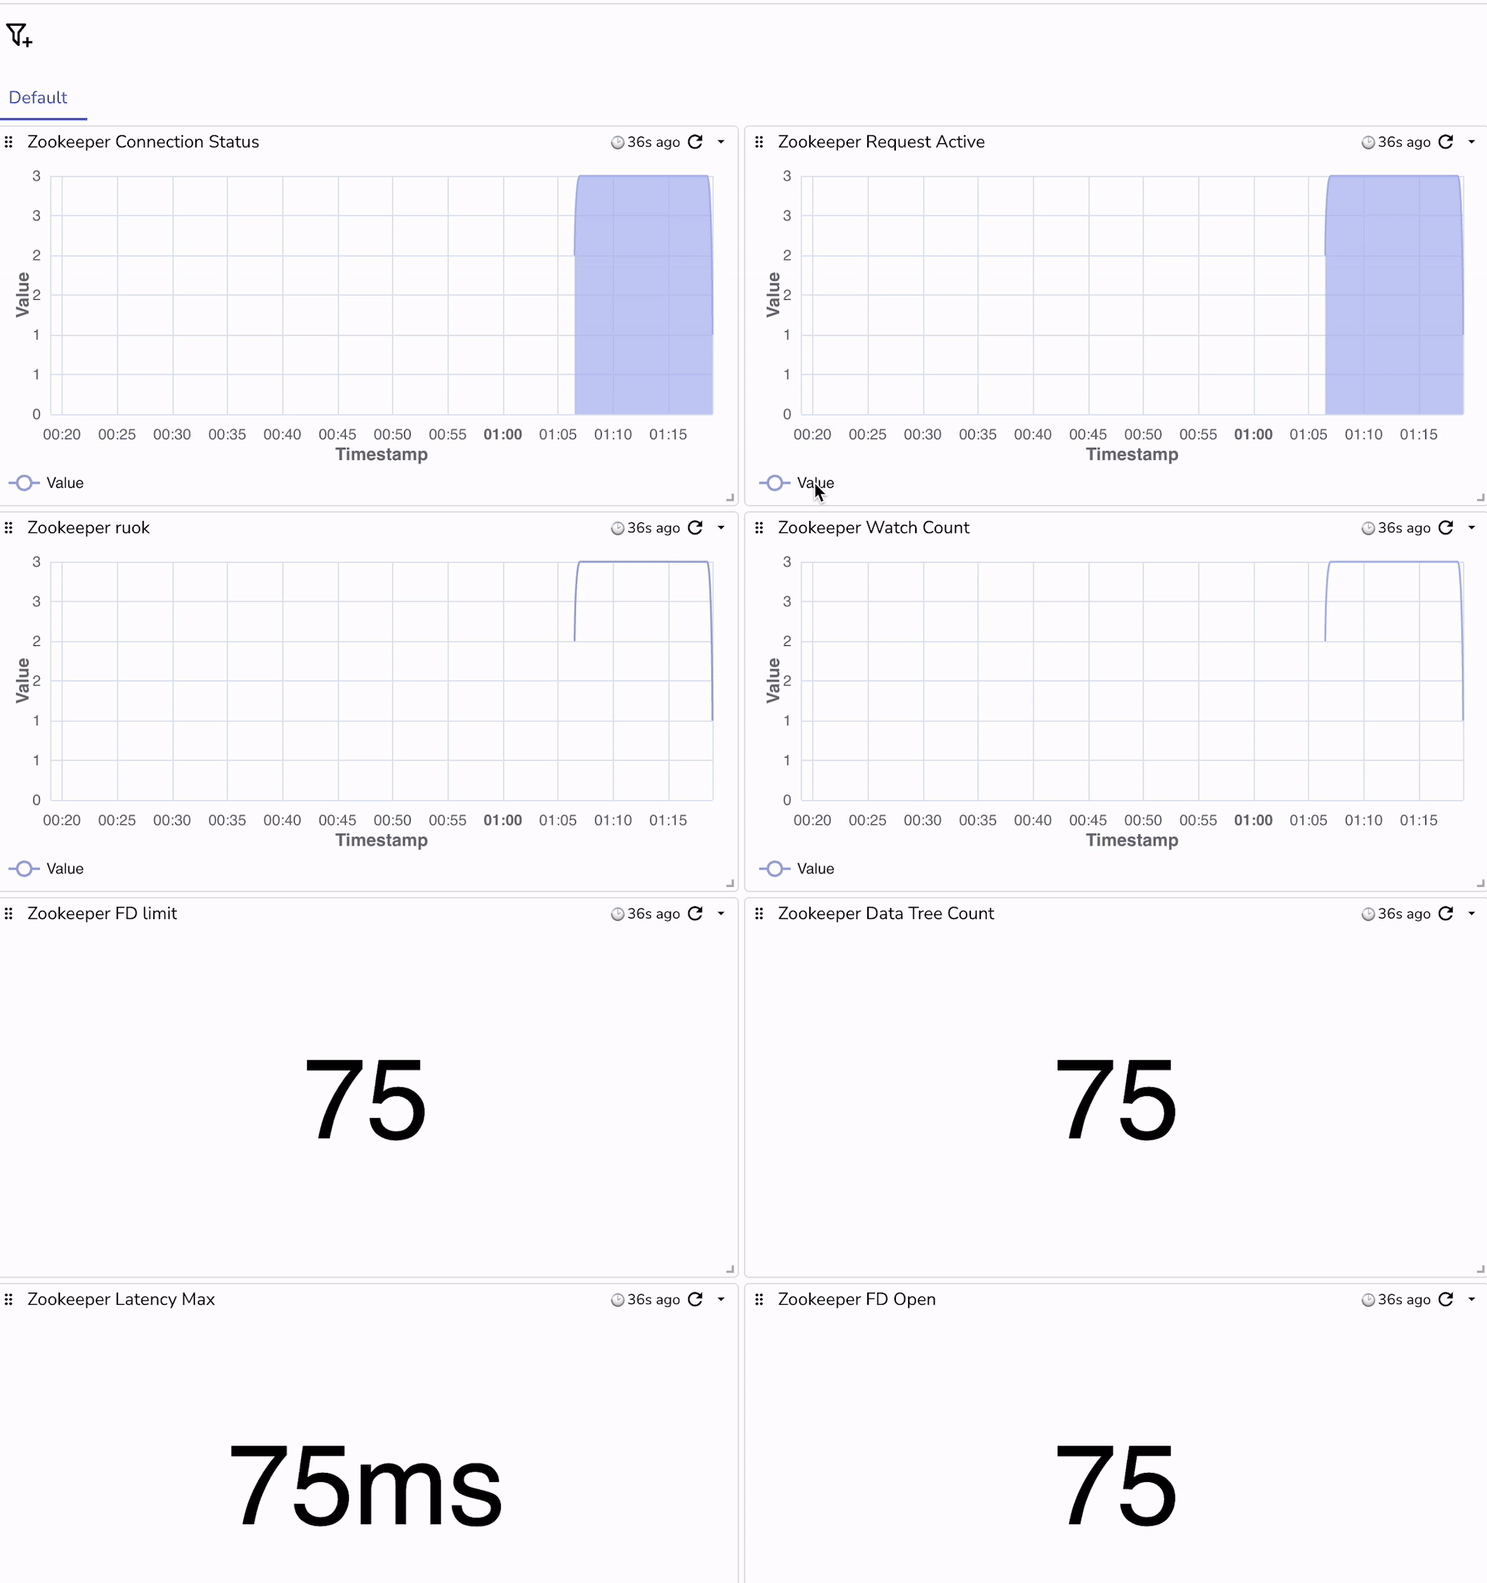 Default
Zookeeper Connection Status 36s ago
3
3
2
2
1
1
0
Value
00:20 00:25 00:30 00:35 00:40 00:45 00:50 00:55 01:00 01:05 01:10 01:15
Timestamp
Value
Zookeeper Request Active 36s ago
3
3
2
2
1
1
0
Value
00:20 00:25 00:30 00:35 00:40 00:45 00:50 00:55 01:00 01:05 01:10 01:15
Timestamp
Value
Zookeeper ruok 36s ago
3
3
2
2
1
1
0
Value
00:20 00:25 00:30 00:35 00:40 00:45 00:50 00:55 01:00 01:05 01:10 01:15
Timestamp
Value
Zookeeper Watch Count 36s ago
3
3
2
2
1
1
0
Value
00:20 00:25 00:30 00:35 00:40 00:45 00:50 00:55 01:00 01:05 01:10 01:15
Timestamp
Value
Zookeeper FD limit 36s ago
75
Zookeeper Data Tree Count 36s ago
75
Zookeeper Latency Max 36s ago
75ms
Zookeeper FD Open 36s ago
75